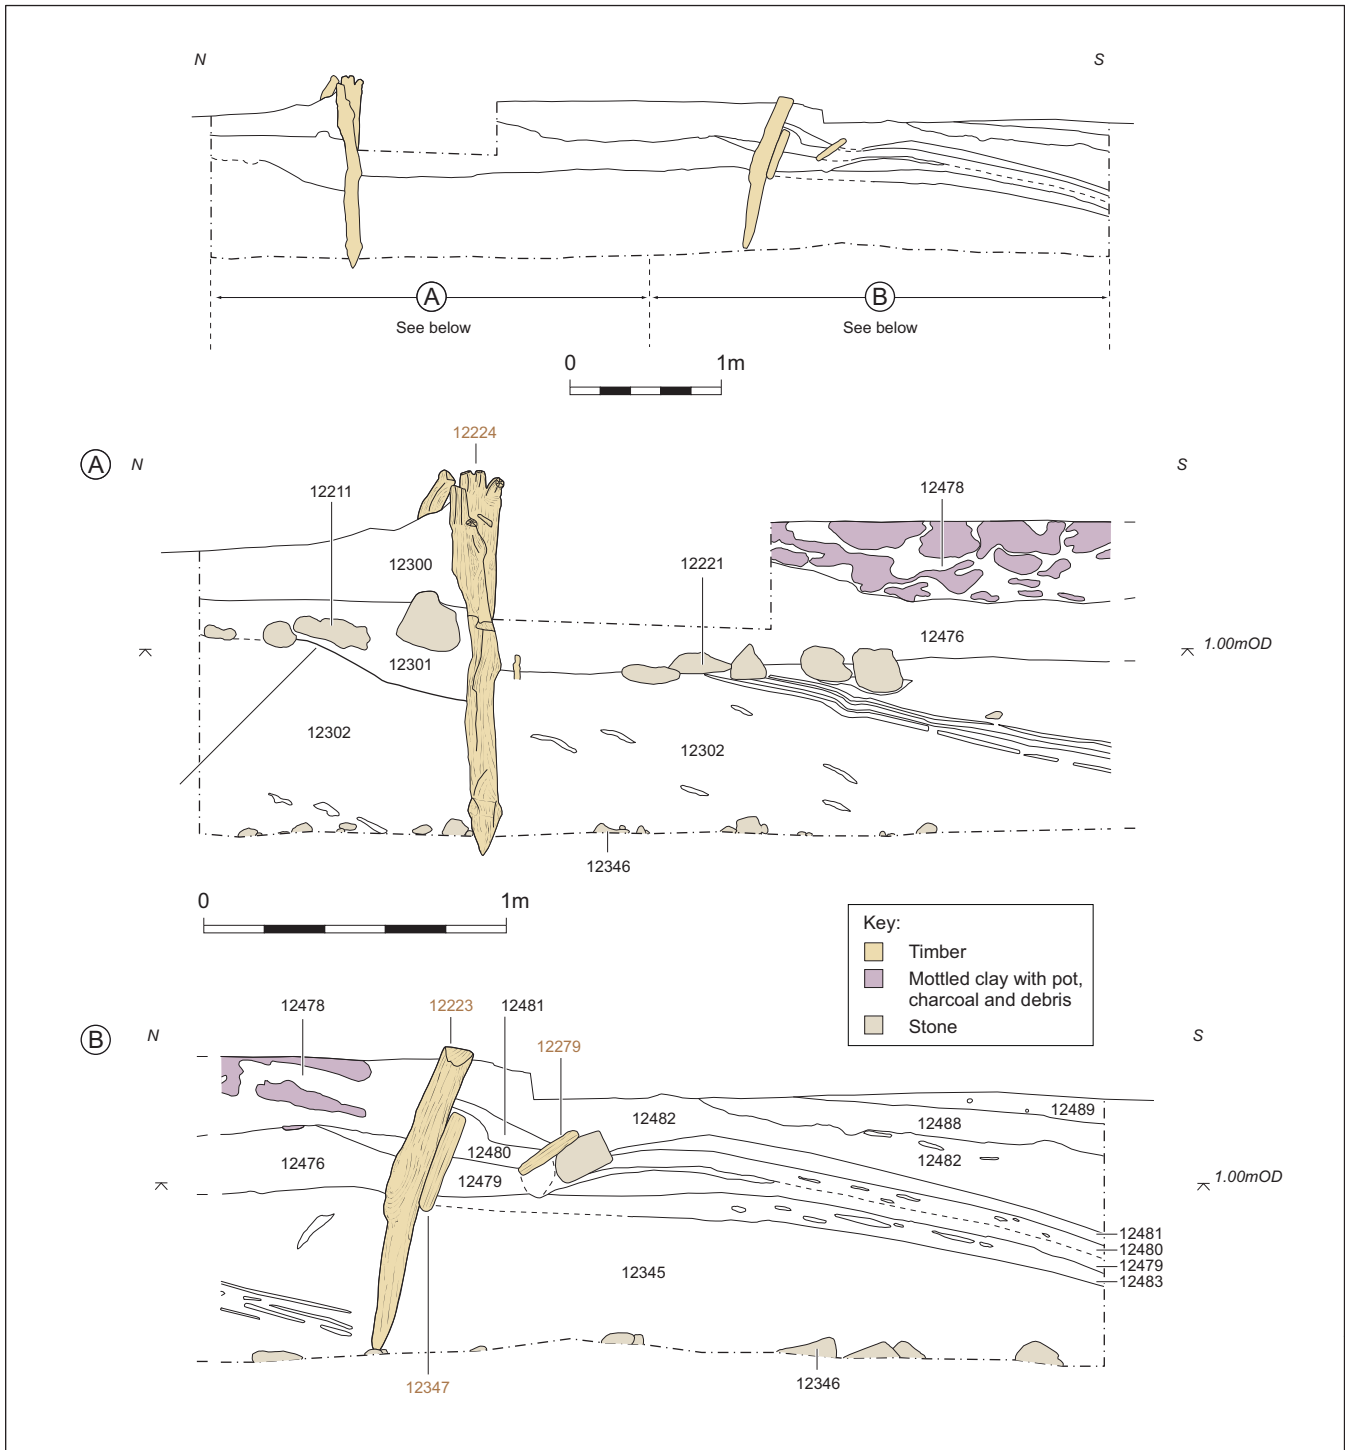 N
S
A
B
See below
See below
0
1m
12224
A
N
S
12211
12478
12300
12221
12476
1.00mOD
12301
12302
12302
12346
0
1m
Key:
Timber
Mottled clay with pot,
charcoal and debris
Stone
B
N
S
12478
12223
12481
12279
12489
12482
12488
12480
12482
12476
12479
1.00mOD
12481
12480
12479
12483
12345
12347
12346